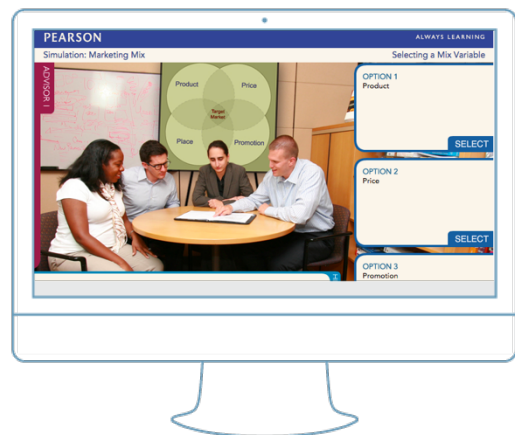 PEARSON
ALWAYS LEARNING
Simulation: Marketing Mix
Selecting a Mix Variable
ADVISOR I
Product
Price
Target
Market
Place
Promotion
OPTION 1
Product
SELECT
OPTION 2
Price
SELECT
OPTION 3
Promotion